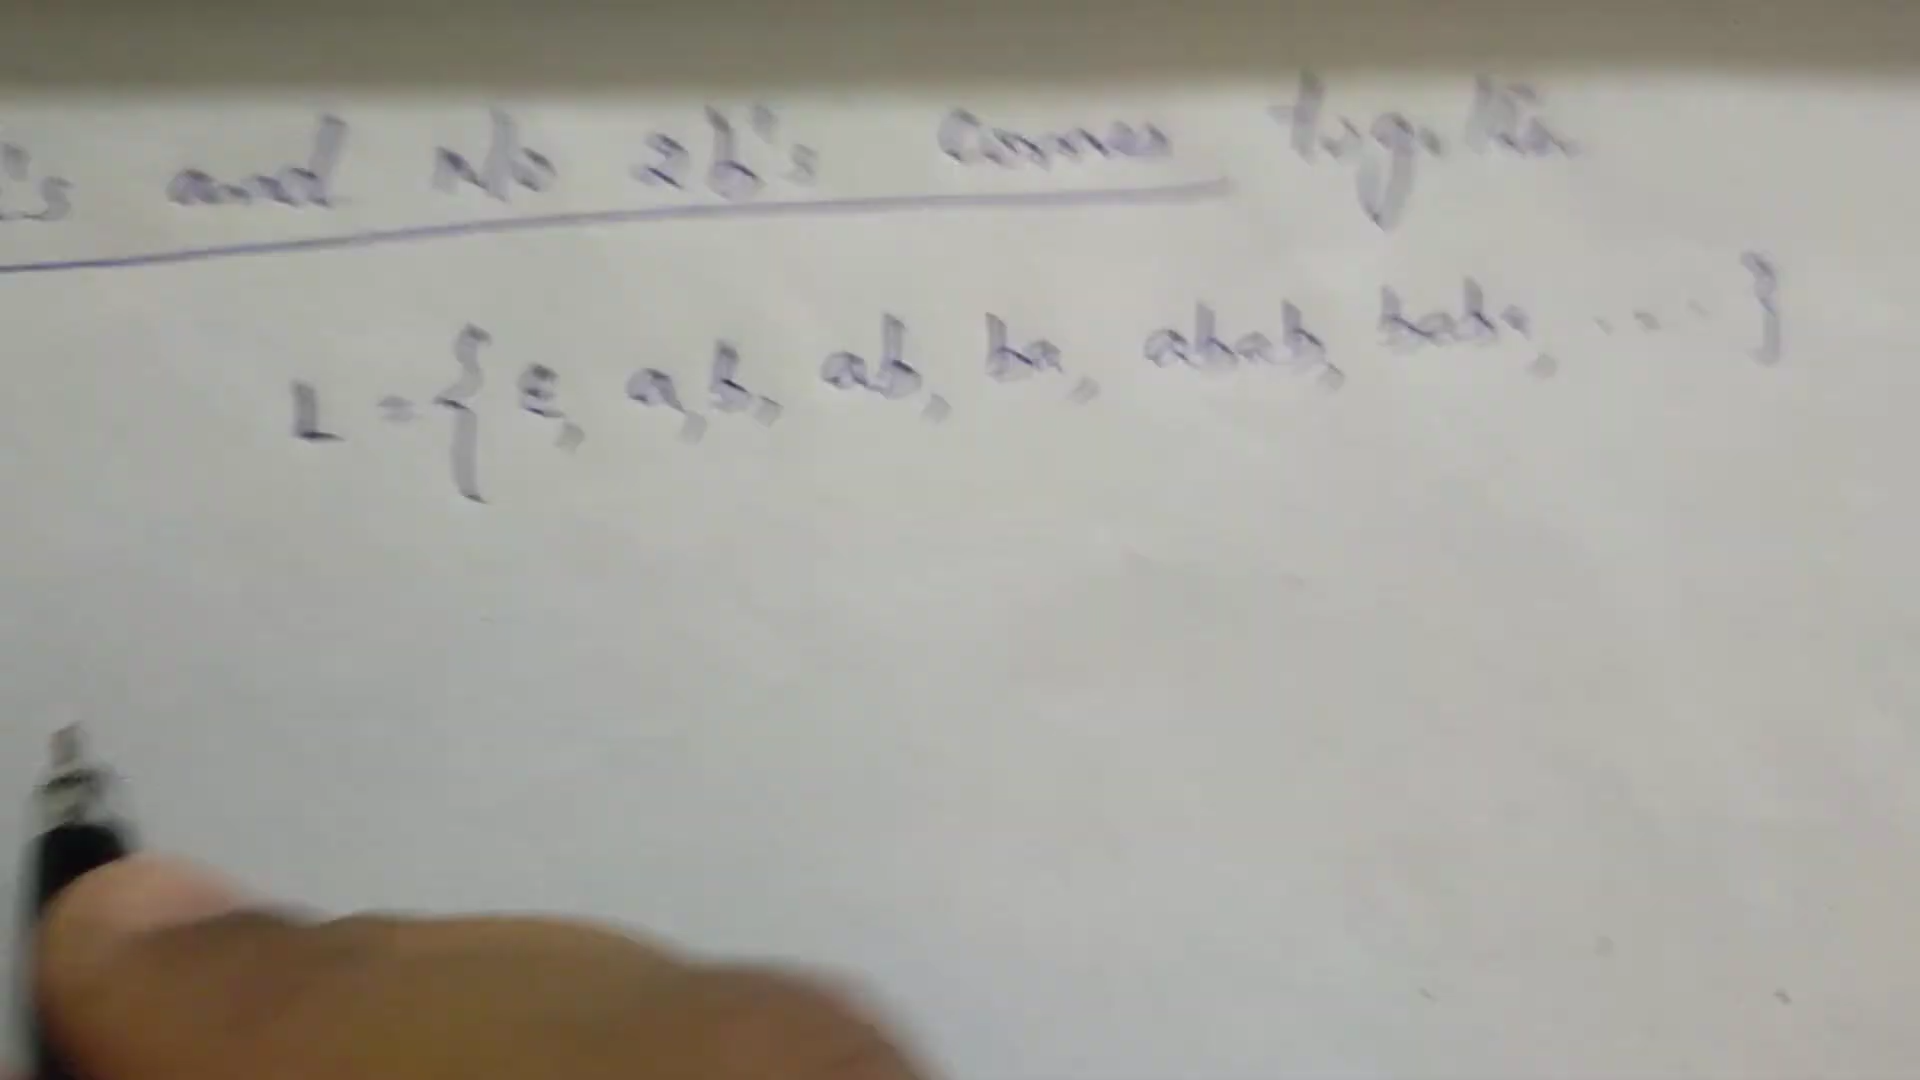 's and no 2b's comes together
L = { ε, a, b, ab, ba, abab, baba, ... }